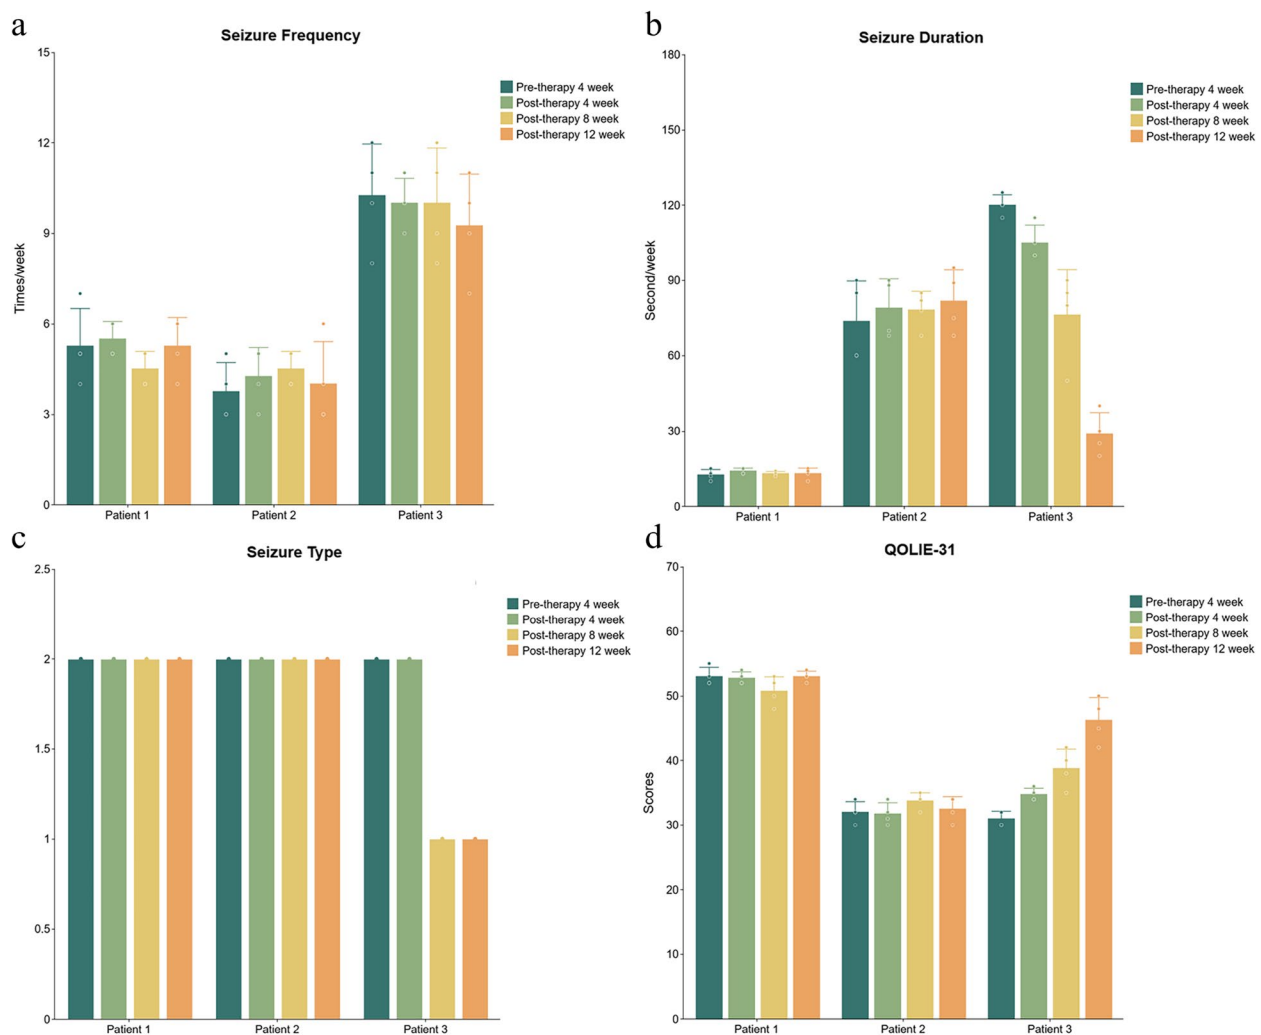 a
Seizure Frequency
15
12
9
6
3
0
Times/week
Patient 1
Patient 2
Patient 3
Pre-therapy 4 week
Post-therapy 4 week
Post-therapy 8 week
Post-therapy 12 week
b
Seizure Duration
180
150
120
90
60
30
0
Second/week
Patient 1
Patient 2
Patient 3
Pre-therapy 4 week
Post-therapy 4 week
Post-therapy 8 week
Post-therapy 12 week
c
Seizure Type
2.5
2
1.5
1
0.5
0
Patient 1
Patient 2
Patient 3
Pre-therapy 4 week
Post-therapy 4 week
Post-therapy 8 week
Post-therapy 12 week
d
QOLIE-31
70
60
50
40
30
20
10
0
Scores
Patient 1
Patient 2
Patient 3
Pre-therapy 4 week
Post-therapy 4 week
Post-therapy 8 week
Post-therapy 12 week